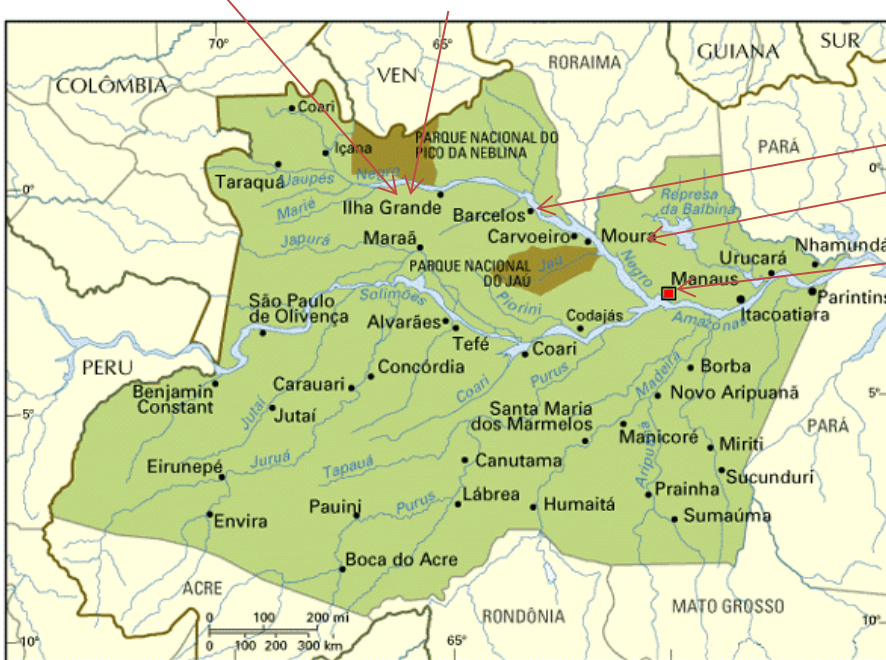 70°
65°
COLÔMBIA
VEN
RORAIMA
GUIANA
SUR
Coari
Içana
PARQUE NACIONAL DO
PICO DA NEBLINA
PARÁ
0°
Taraquá
Uaupés
Negro
0°
Marié
Ilha Grande
Barcelos
Represa
da Balbina
Japurá
Maraã
Carvoeiro
Moura
Nhamundá
PARQUE NACIONAL
DO JAÚ
Jaú
Negro
Manaus
Urucará
São Paulo
de Olivença
Solimões
Piorini
Codajás
Parintins
Itacoatiara
Alvarães
Amazonas
Tefé
Coari
PERU
Concórdia
Borba
Benjamin
Constant
Carauari
Coari
Purus
Madeira
Novo Aripuanã
5°
5°
Jutaí
Jutaí
Santa Maria
dos Marmelos
Manicoré
PARÁ
Miriti
Eirunepé
Juruá
Tapauá
Canutama
Aripuanã
Sucunduri
Prainha
Envira
Pauini
Purus
Lábrea
Humaitá
Sumaúma
Boca do Acre
ACRE
RONDÔNIA
MATO GROSSO
0 100 200 mi
0 100 200 300 km
10°
65°
10°